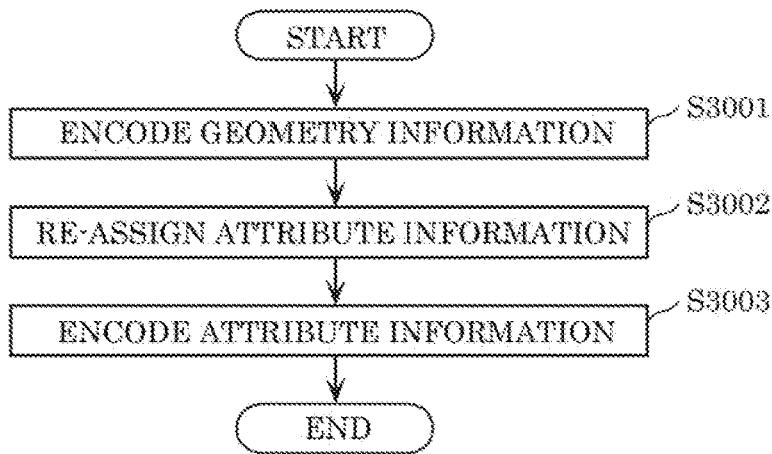 START
ENCODE GEOMETRY INFORMATION
S3001
RE-ASSIGN ATTRIBUTE INFORMATION
S3002
ENCODE ATTRIBUTE INFORMATION
S3003
END